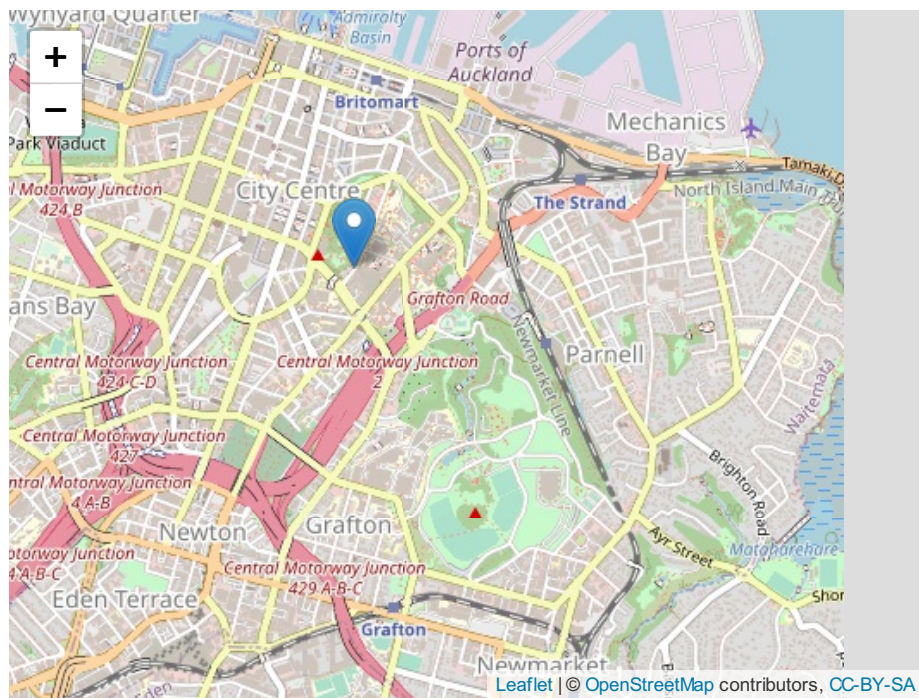 Wynyard Quarter
Admiralty
Basin
Ports of
Auckland
+
−
Britomart
Mechanics
Bay
Park Viaduct
Tamaki D
l Motorway Junction
424 B
City Centre
The Strand
North Island Main Tru
ans Bay
Grafton Road
Newmarket Line
Central Motorway Junction
424 C-D
Central Motorway Junction
2
Parnell
Waitemata
Central Motorway Junction
427
ntral Motorway Junction
4 A-B
Brighton Road
Newton
Grafton
Ayr Street
Mataharehare
otorway Junction
4 A-B-C
Central Motorway Junction
429 A-B-C
Eden Terrace
Shor
Grafton
Newmarket
Leaflet | © OpenStreetMap contributors, CC-BY-SA